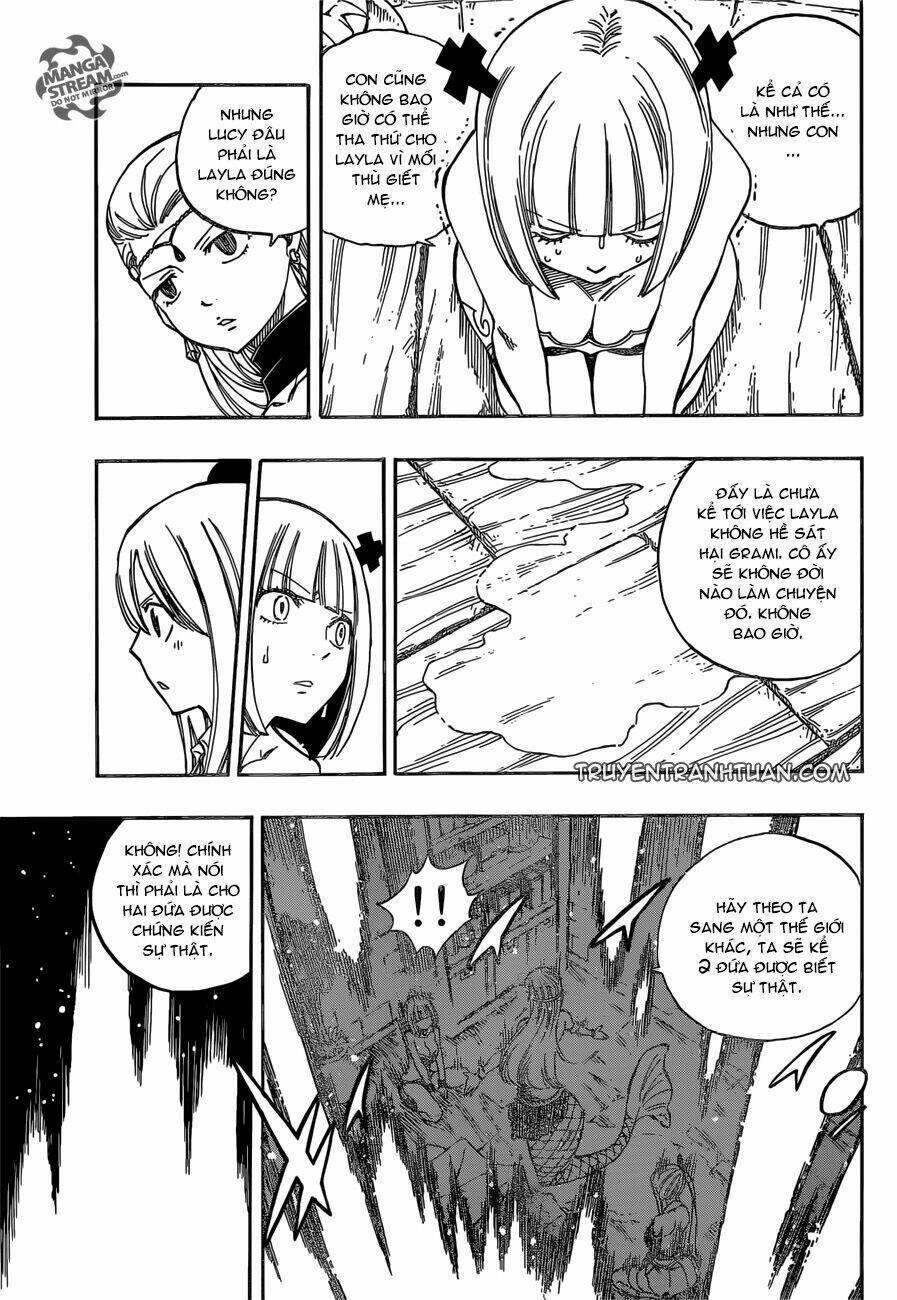 MANGA
STREAM.com
DO NOT MIRROR!
KỂ CẢ CÓ
LÀ NHƯ THẾ...
NHƯNG CON
...
CON CŨNG
KHÔNG BAO
GIỜ CÓ THỂ
THA THỨ CHO
LAYLA VÌ MỐI
THÙ GIẾT
MẸ...
NHƯNG
LUCY ĐÂU
PHẢI LÀ
LAYLA ĐÚNG
KHÔNG?
ĐẤY LÀ CHƯA
KỂ TỚI VIỆC LAYLA
KHÔNG HỀ SÁT
HẠI GRAMI. CÔ ẤY
SẼ KHÔNG ĐỜI
NÀO LÀM CHUYỆN
ĐÓ. KHÔNG
BAO GIỜ.
TRUYENTRANHTUAN.COM
HÃY THEO TA
SANG MỘT THẾ GIỚI
KHÁC, TA SẼ KỂ
2 ĐỨA ĐƯỢC BIẾT
SỰ THẬT.
!!
KHÔNG! CHÍNH
XÁC MÀ NÓI
THÌ PHẢI LÀ CHO
HAI ĐỨA ĐƯỢC
CHỨNG KIẾN
SỰ THẬT.